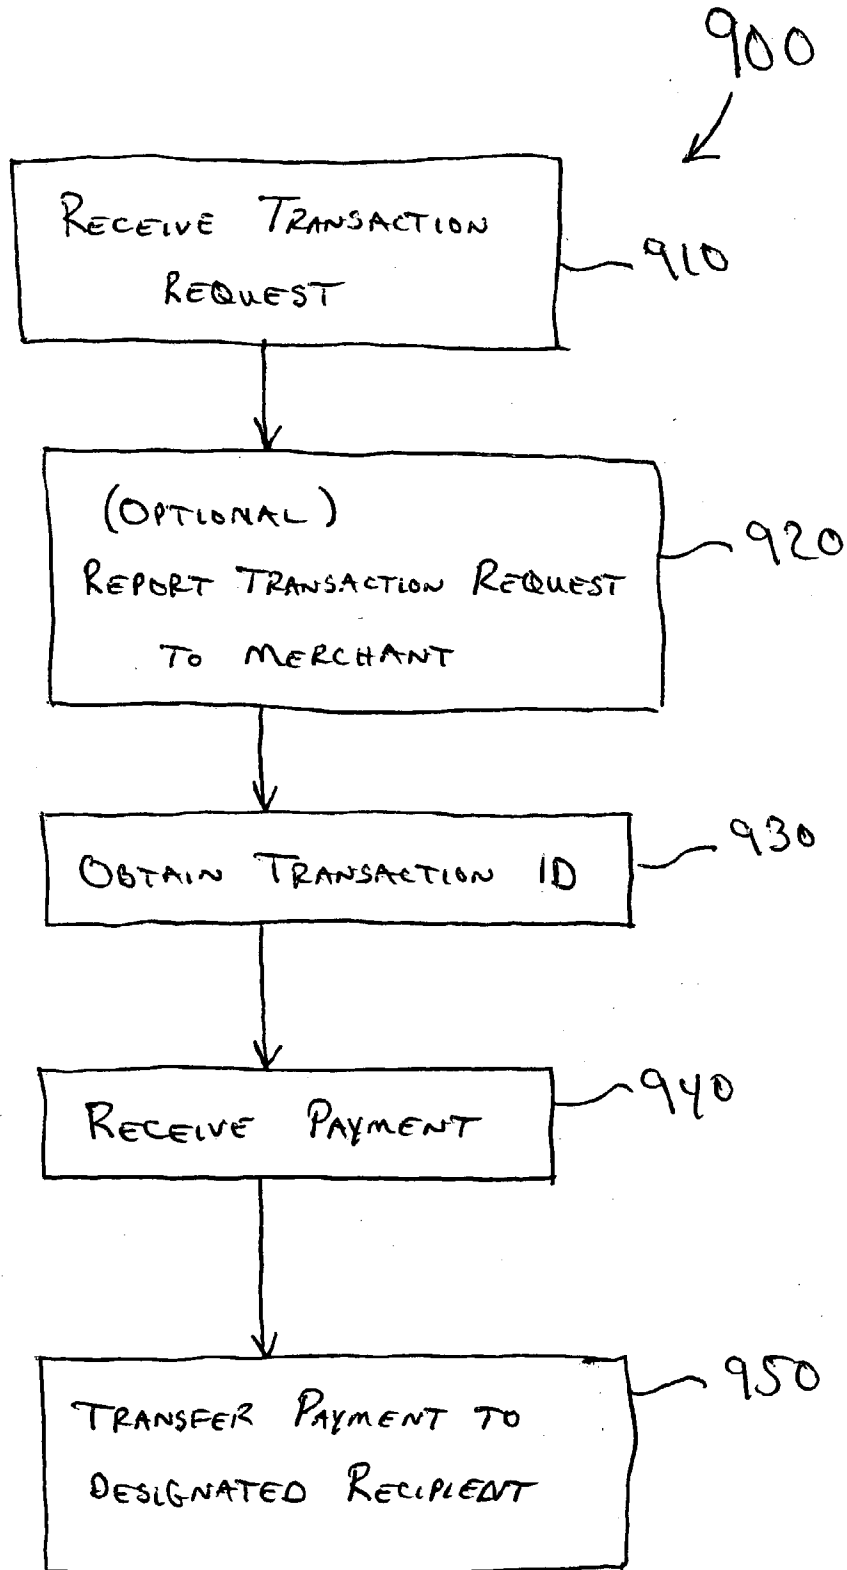 900
RECEIVE TRANSACTION
REQUEST
910
(OPTIONAL)
REPORT TRANSACTION REQUEST
TO MERCHANT
920
OBTAIN TRANSACTION ID
930
RECEIVE PAYMENT
940
TRANSFER PAYMENT TO
DESIGNATED RECIPIENT
950